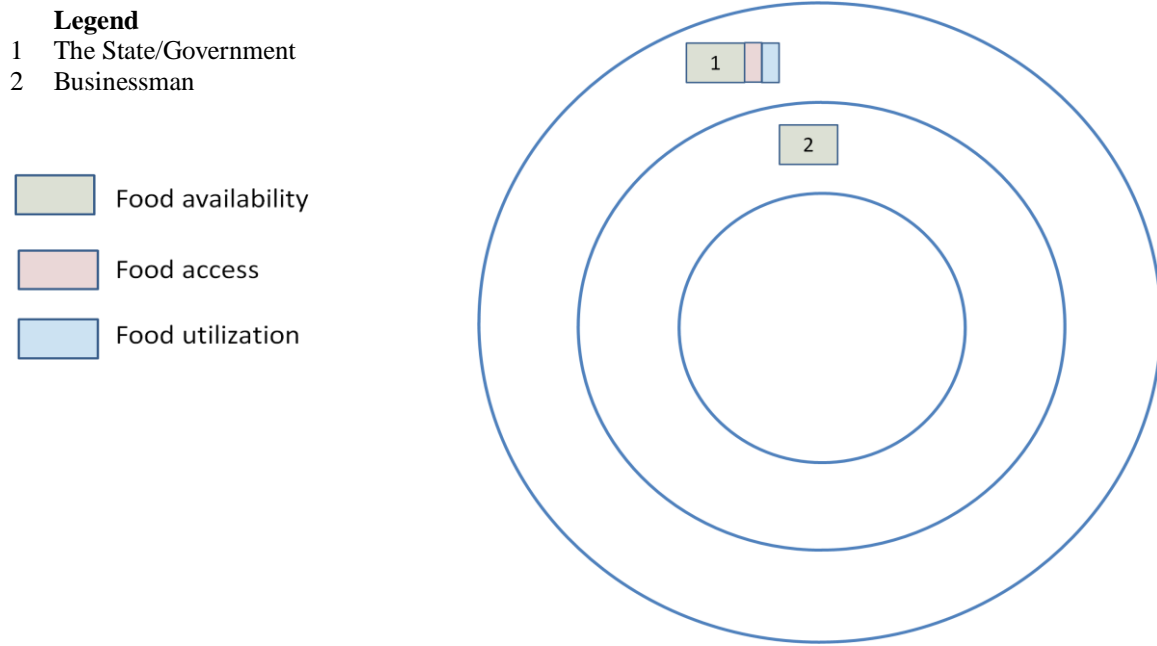 Legend
1 The State/Government
2 Businessman
1
2
Food availability
Food access
Food utilization